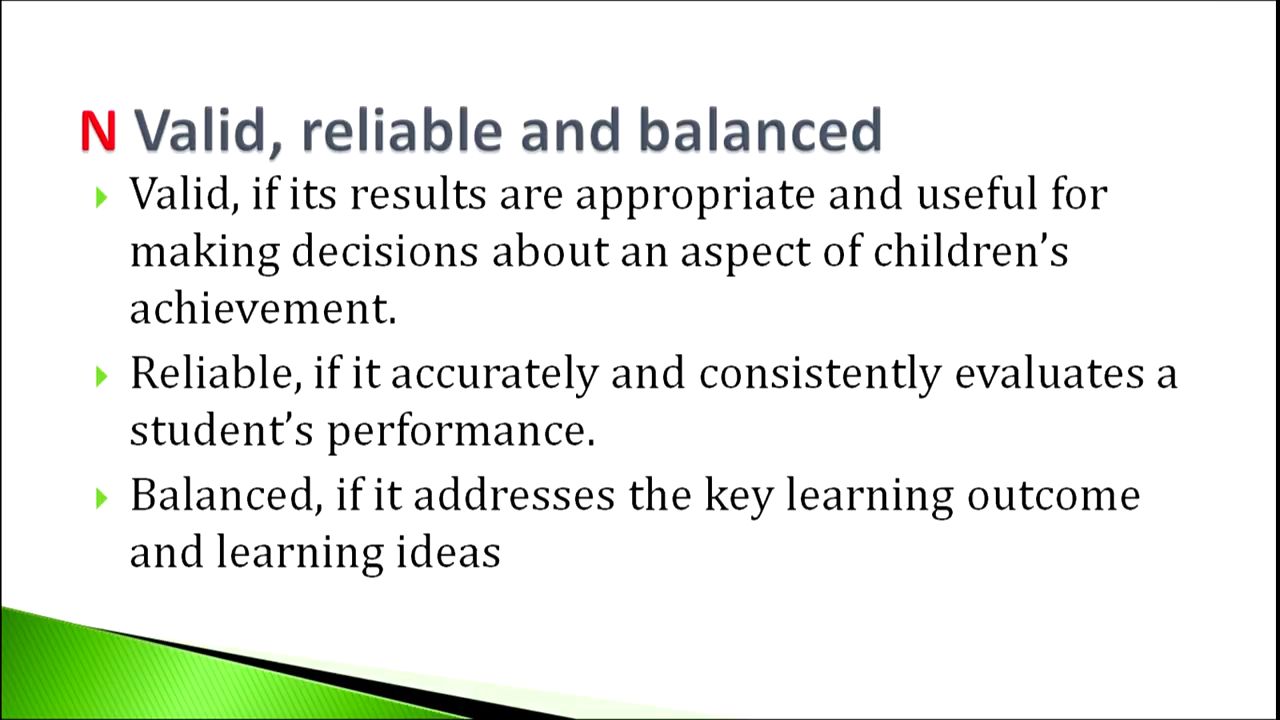 N Valid, reliable and balanced
Valid, if its results are appropriate and useful for
making decisions about an aspect of children’s
achievement.
Reliable, if it accurately and consistently evaluates a
student’s performance.
Balanced, if it addresses the key learning outcome
and learning ideas